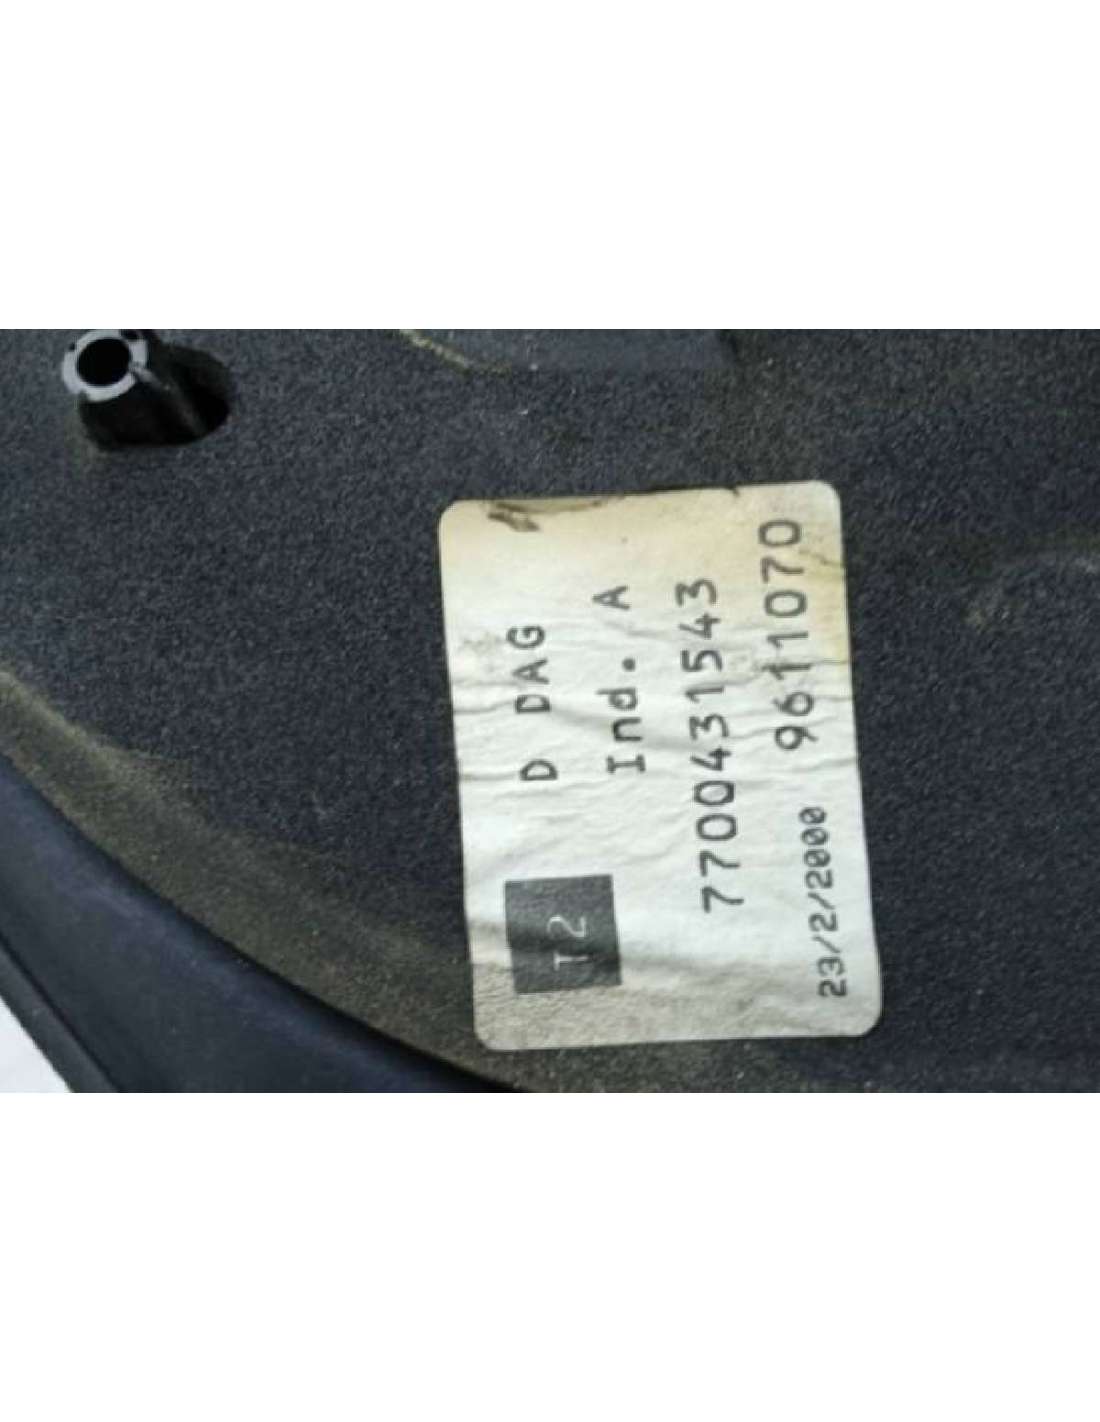 D DAG
Ind. A
T2
7700431543
23/2/2000 9611070